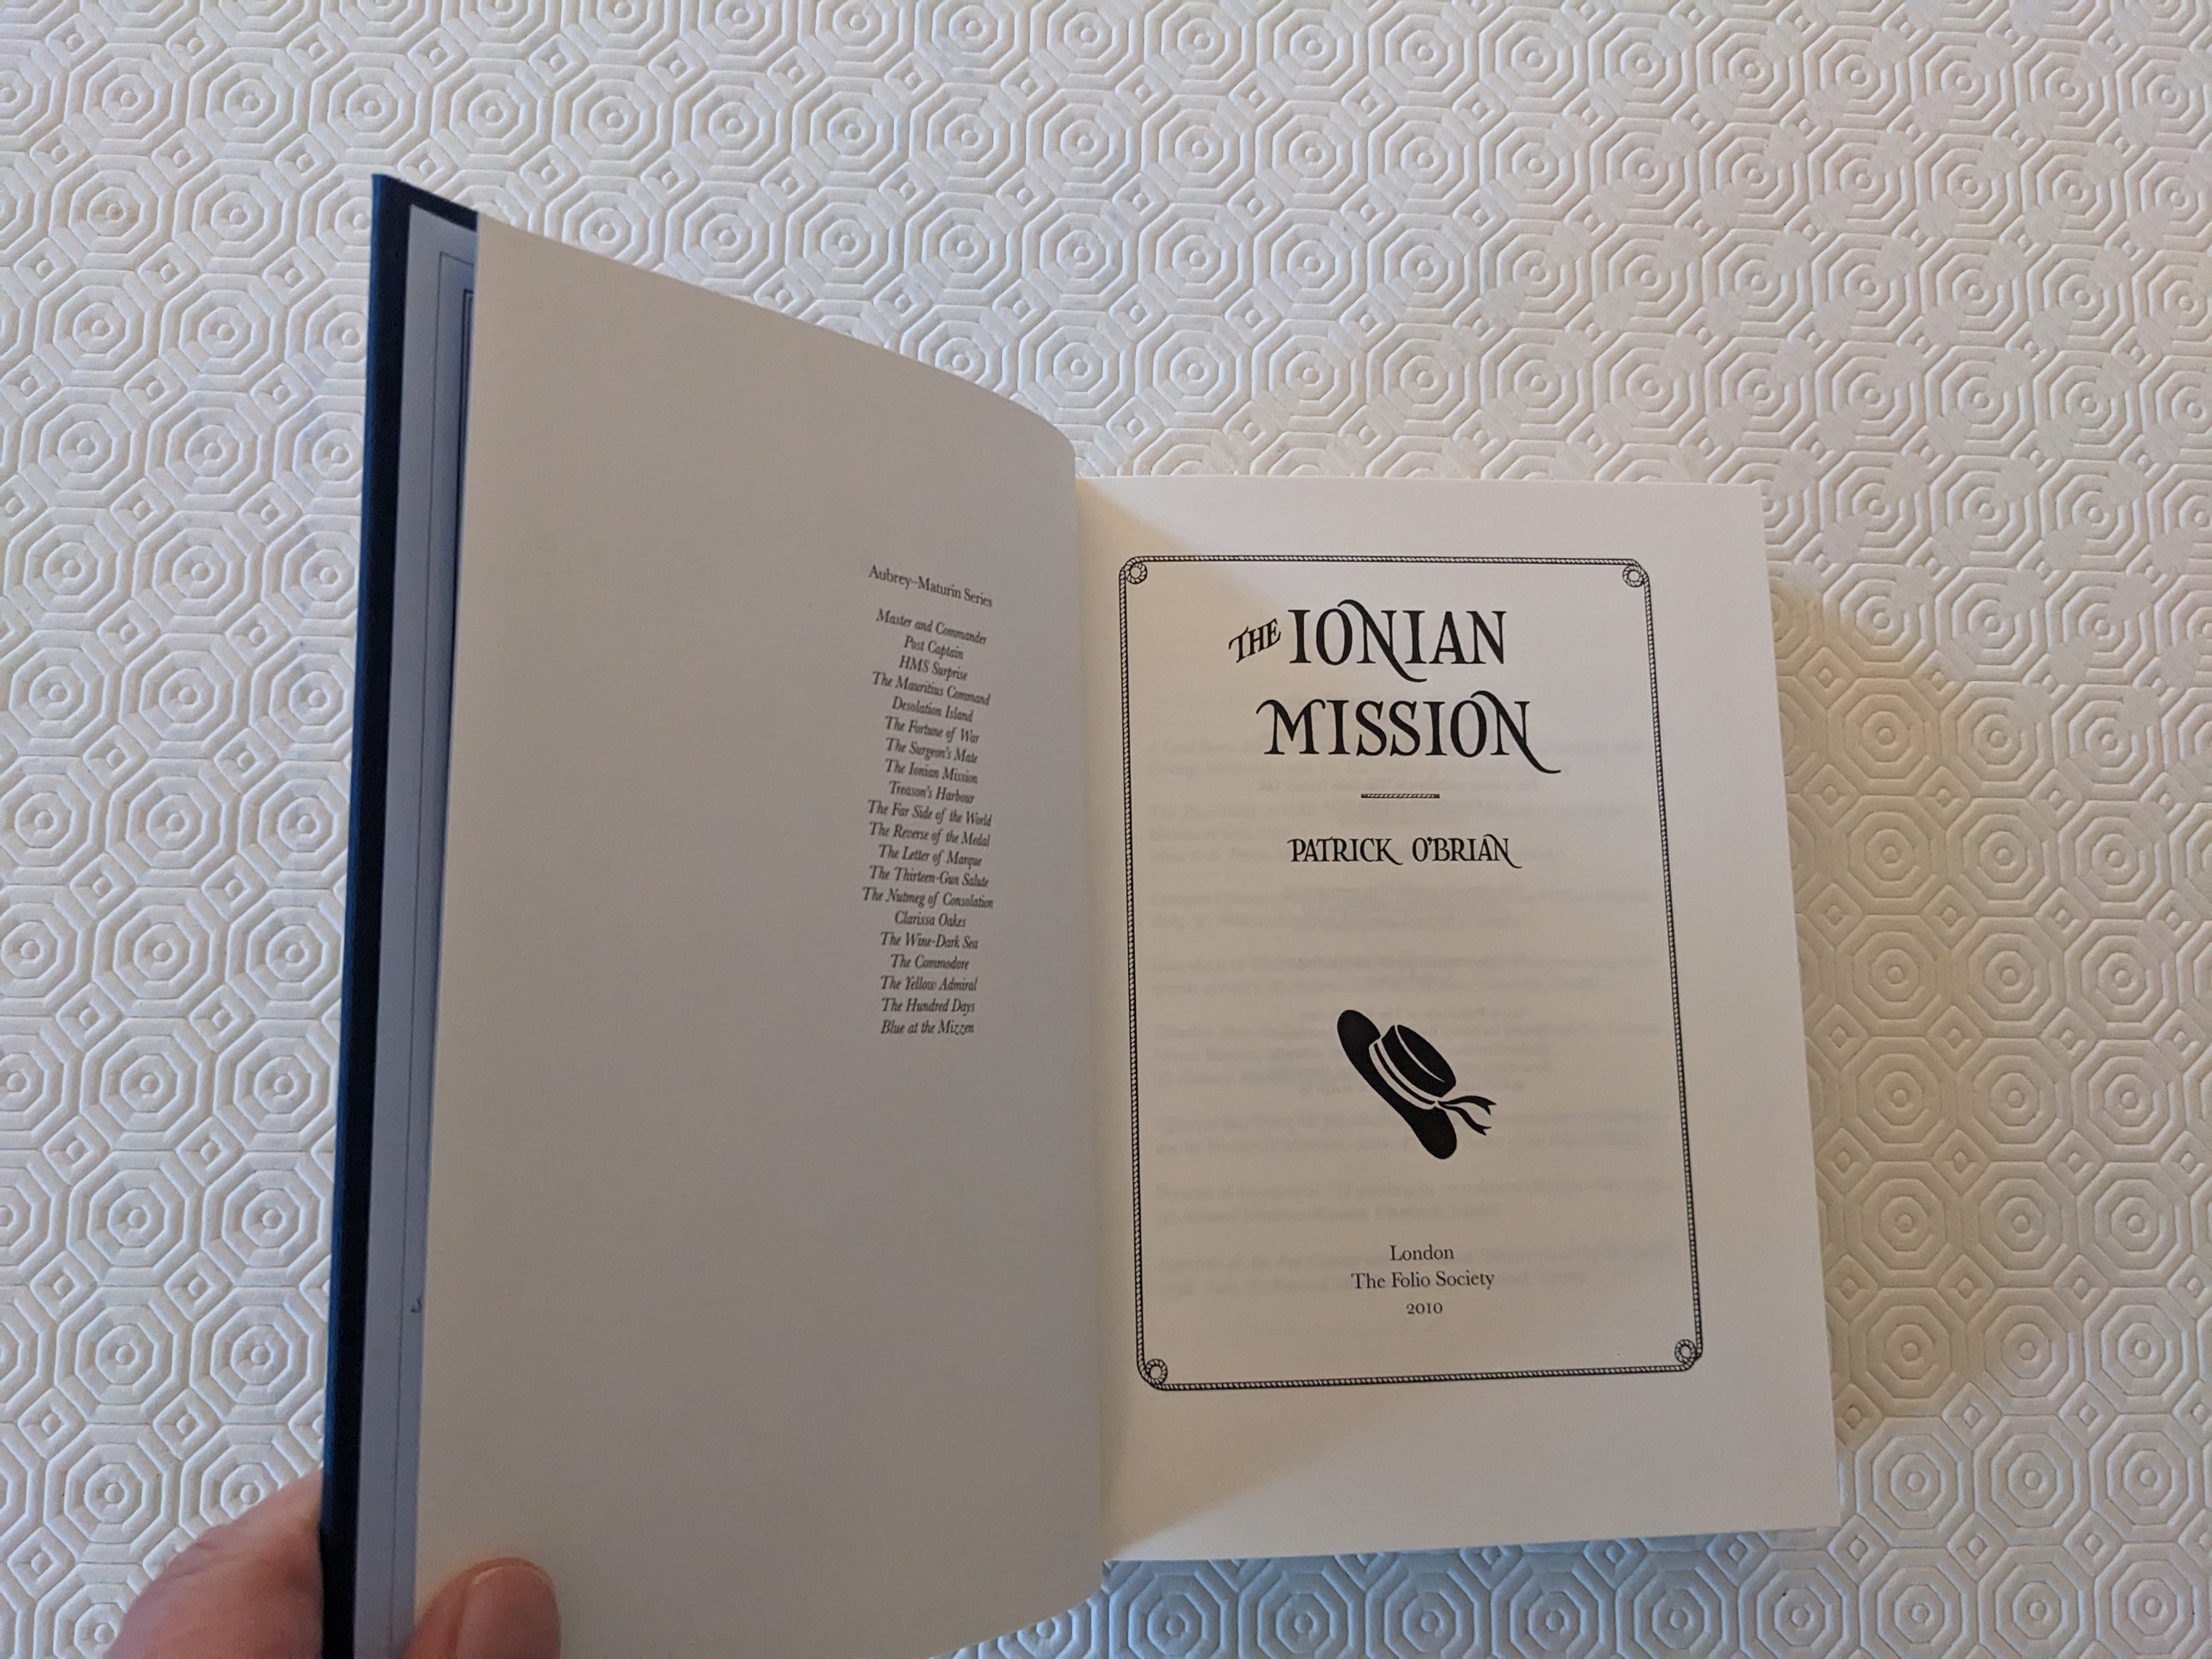 Aubrey–Maturin Series
Master and Commander
Post Captain
HMS Surprise
The Mauritius Command
Desolation Island
The Fortune of War
The Surgeon's Mate
The Ionian Mission
Treason's Harbour
The Far Side of the World
The Reverse of the Medal
The Letter of Marque
The Thirteen-Gun Salute
The Nutmeg of Consolation
Clarissa Oakes
The Wine-Dark Sea
The Commodore
The Yellow Admiral
The Hundred Days
Blue at the Mizzen
THE IONIAN
MISSION
PATRICK O'BRIAN
London
The Folio Society
2010